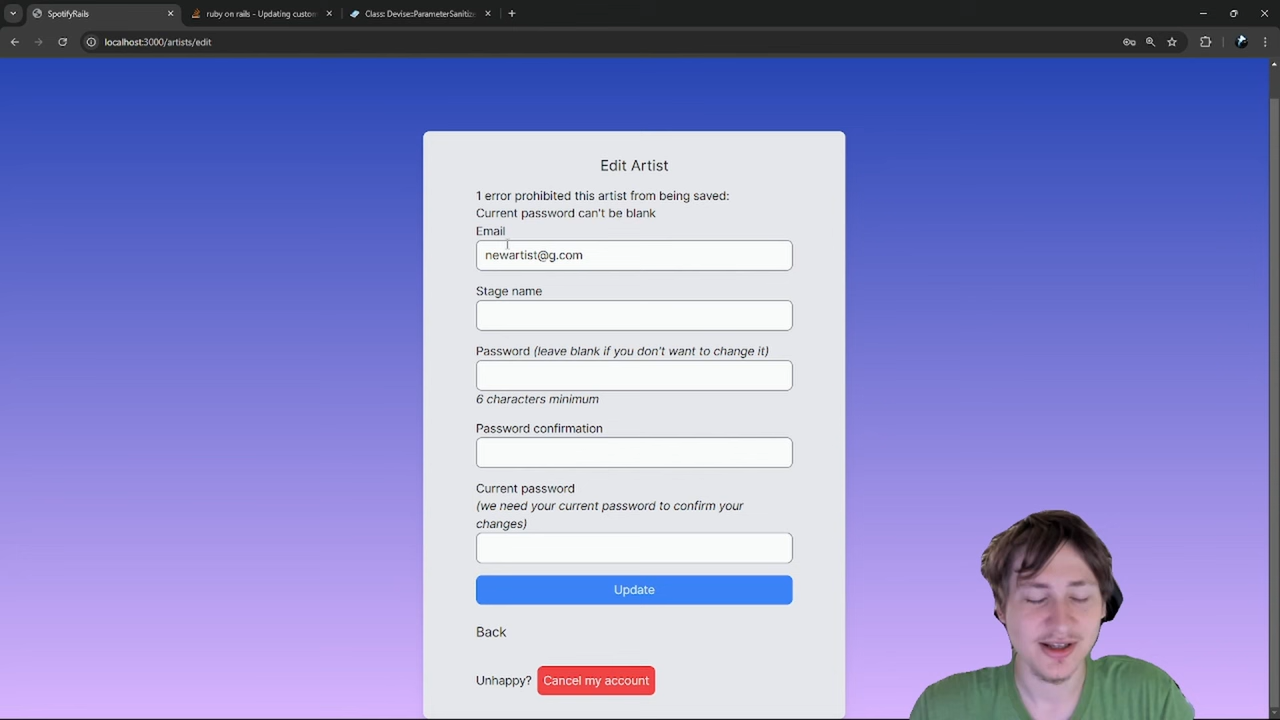 SpotifyRails
ruby on rails - Updating custom
Class: Devise::ParameterSanitiz
localhost:3000/artists/edit
Edit Artist
1 error prohibited this artist from being saved:
Current password can't be blank
Email
newartist@g.com
Stage name
Password (leave blank if you don't want to change it)
6 characters minimum
Password confirmation
Current password
(we need your current password to confirm your
changes)
Update
Back
Unhappy? Cancel my account